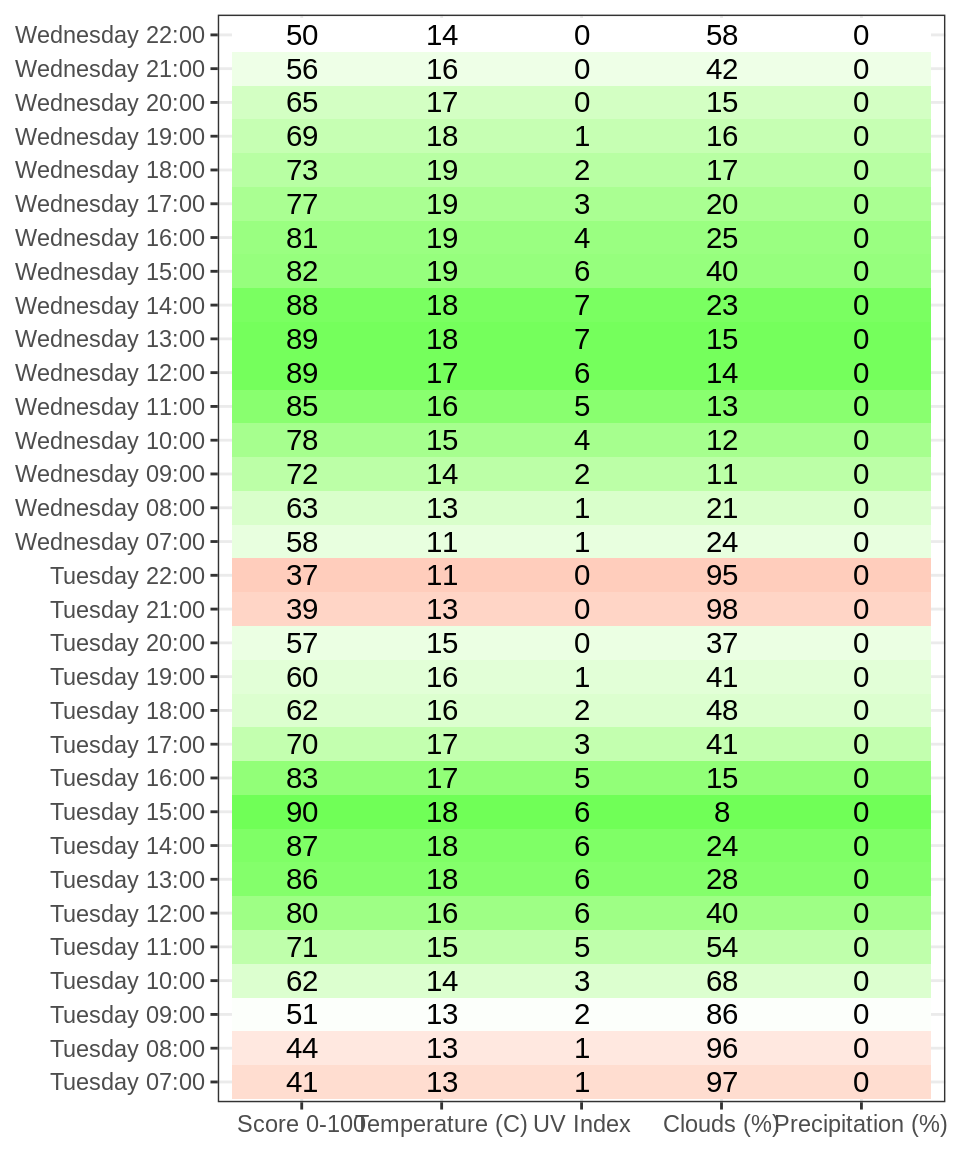 Wednesday 22:00 50 14 0 58 0
Wednesday 21:00 56 16 0 42 0
Wednesday 20:00 65 17 0 15 0
Wednesday 19:00 69 18 1 16 0
Wednesday 18:00 73 19 2 17 0
Wednesday 17:00 77 19 3 20 0
Wednesday 16:00 81 19 4 25 0
Wednesday 15:00 82 19 6 40 0
Wednesday 14:00 88 18 7 23 0
Wednesday 13:00 89 18 7 15 0
Wednesday 12:00 89 17 6 14 0
Wednesday 11:00 85 16 5 13 0
Wednesday 10:00 78 15 4 12 0
Wednesday 09:00 72 14 2 11 0
Wednesday 08:00 63 13 1 21 0
Wednesday 07:00 58 11 1 24 0
Tuesday 22:00 37 11 0 95 0
Tuesday 21:00 39 13 0 98 0
Tuesday 20:00 57 15 0 37 0
Tuesday 19:00 60 16 1 41 0
Tuesday 18:00 62 16 2 48 0
Tuesday 17:00 70 17 3 41 0
Tuesday 16:00 83 17 5 15 0
Tuesday 15:00 90 18 6 8 0
Tuesday 14:00 87 18 6 24 0
Tuesday 13:00 86 18 6 28 0
Tuesday 12:00 80 16 6 40 0
Tuesday 11:00 71 15 5 54 0
Tuesday 10:00 62 14 3 68 0
Tuesday 09:00 51 13 2 86 0
Tuesday 08:00 44 13 1 96 0
Tuesday 07:00 41 13 1 97 0
Score 0-100 Temperature (C) UV Index Clouds (%) Precipitation (%)